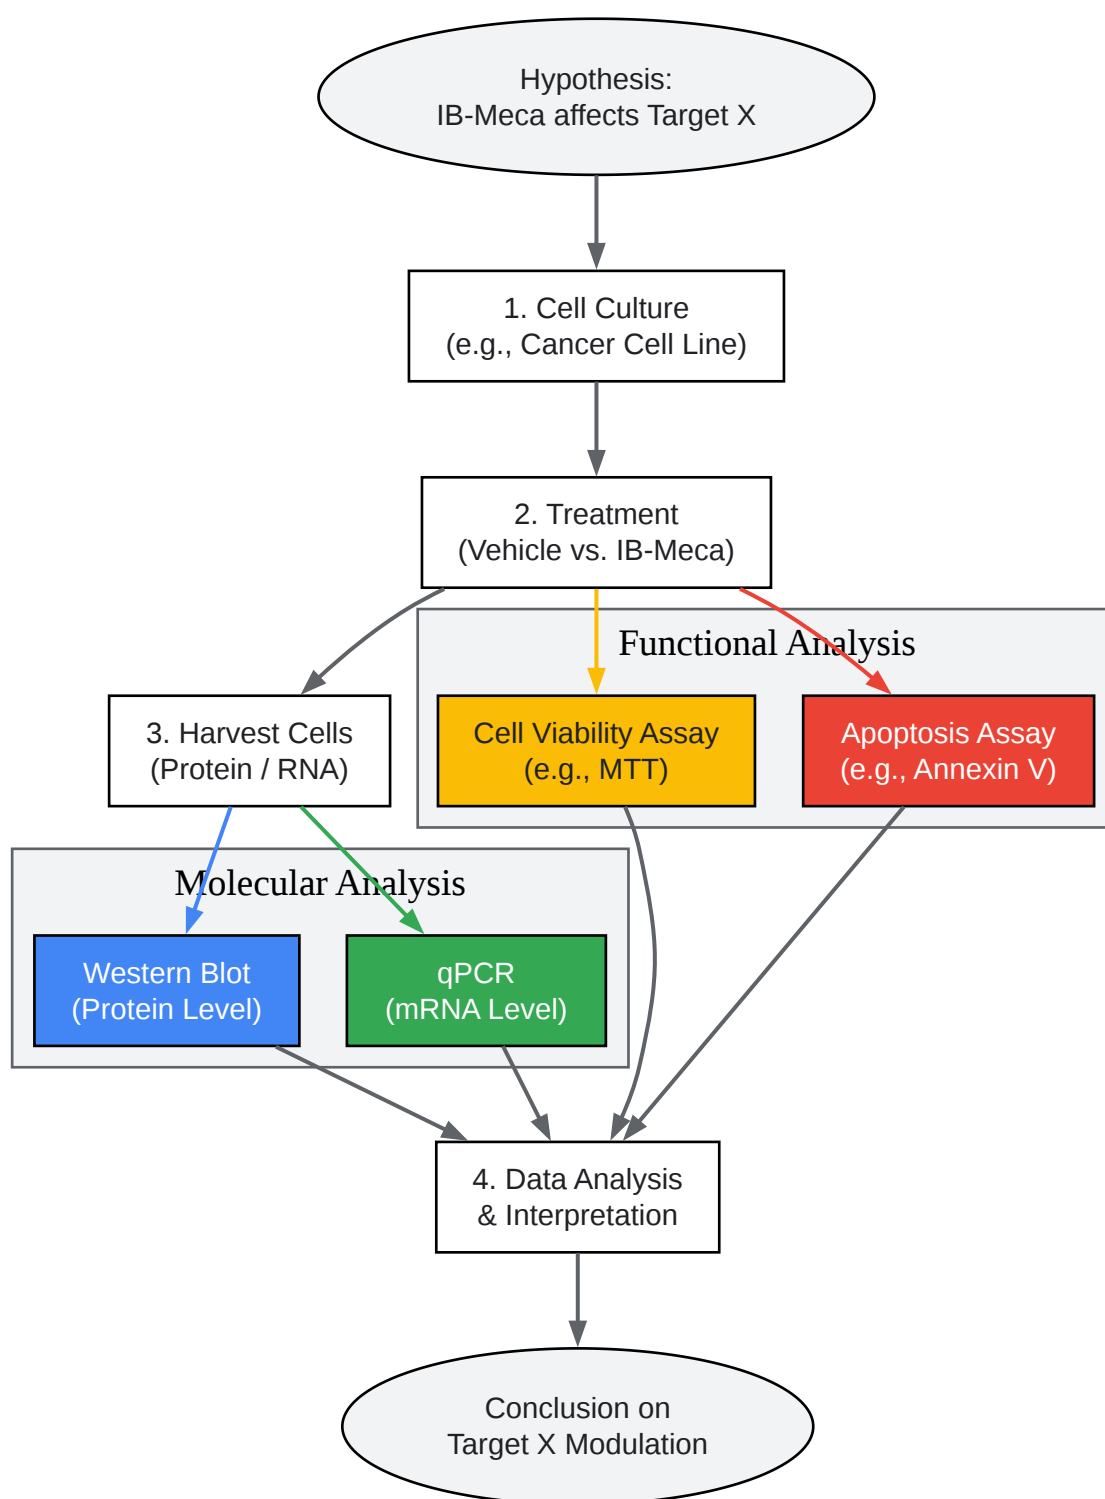 Hypothesis:
IB-Meca affects Target X
1. Cell Culture
(e.g., Cancer Cell Line)
2. Treatment
(Vehicle vs. IB-Meca)
Functional Analysis
3. Harvest Cells
(Protein / RNA)
Cell Viability Assay
(e.g., MTT)
Apoptosis Assay
(e.g., Annexin V)
Molecular Analysis
Western Blot
(Protein Level)
qPCR
(mRNA Level)
4. Data Analysis
& Interpretation
Conclusion on
Target X Modulation